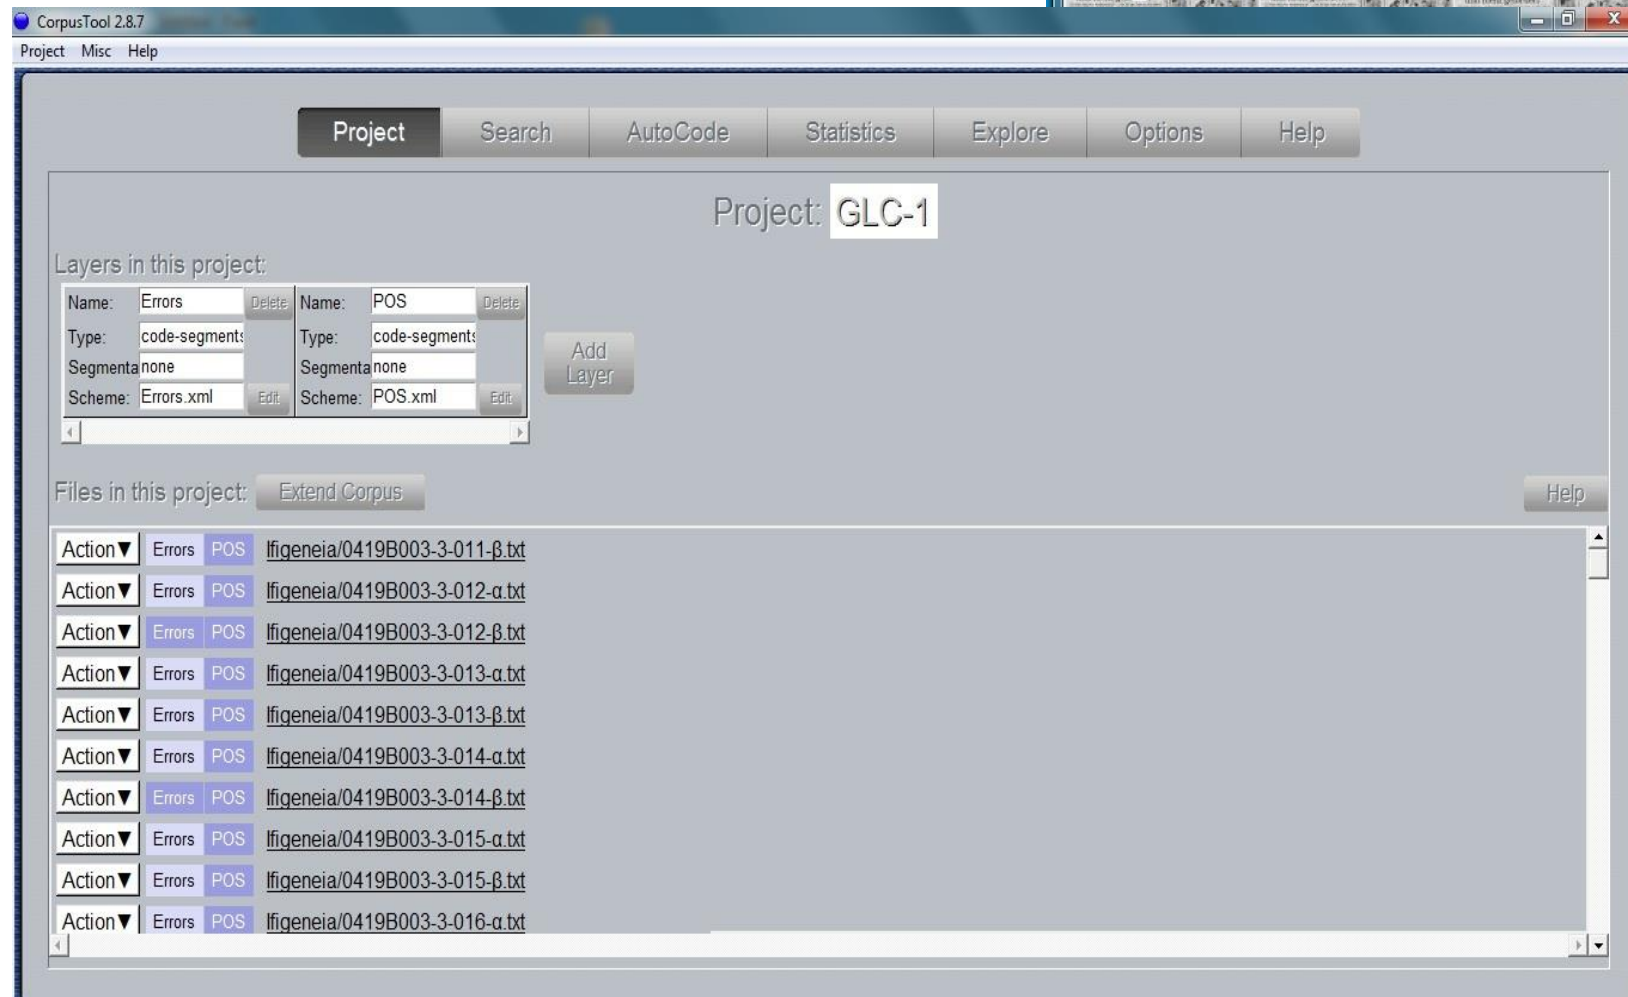 CorpusTool 2.8.7
Project Misc Help
Project Search AutoCode Statistics Explore Options Help
Project: GLC-1
Layers in this project:
Name: Errors Delete Name: POS Delete
Type: code-segments Type: code-segments
Segmenta none Segmenta none
Scheme: Errors.xml Edit Scheme: POS.xml Edit
Add
Layer
Files in this project: Extend Corpus Help
Action▼ Errors POS Ifigeneia/0419B003-3-011-β.txt
Action▼ Errors POS Ifigeneia/0419B003-3-012-α.txt
Action▼ Errors POS Ifigeneia/0419B003-3-012-β.txt
Action▼ Errors POS Ifigeneia/0419B003-3-013-α.txt
Action▼ Errors POS Ifigeneia/0419B003-3-013-β.txt
Action▼ Errors POS Ifigeneia/0419B003-3-014-α.txt
Action▼ Errors POS Ifigeneia/0419B003-3-014-β.txt
Action▼ Errors POS Ifigeneia/0419B003-3-015-α.txt
Action▼ Errors POS Ifigeneia/0419B003-3-015-β.txt
Action▼ Errors POS Ifigeneia/0419B003-3-016-α.txt